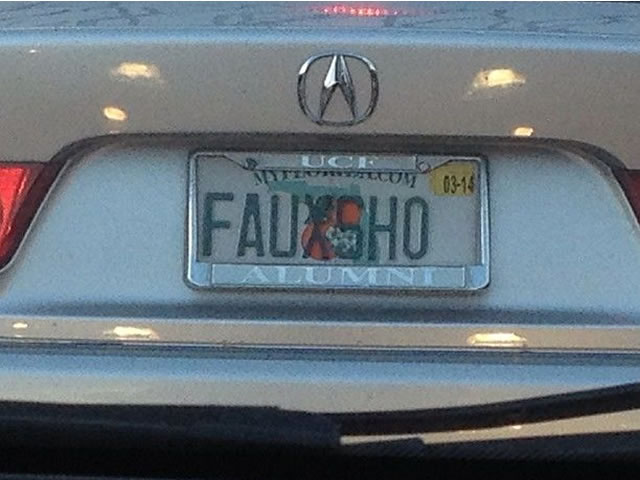 UCF
MYFLORIDA.COM
03-14
FAUXSHO
ALUMNI